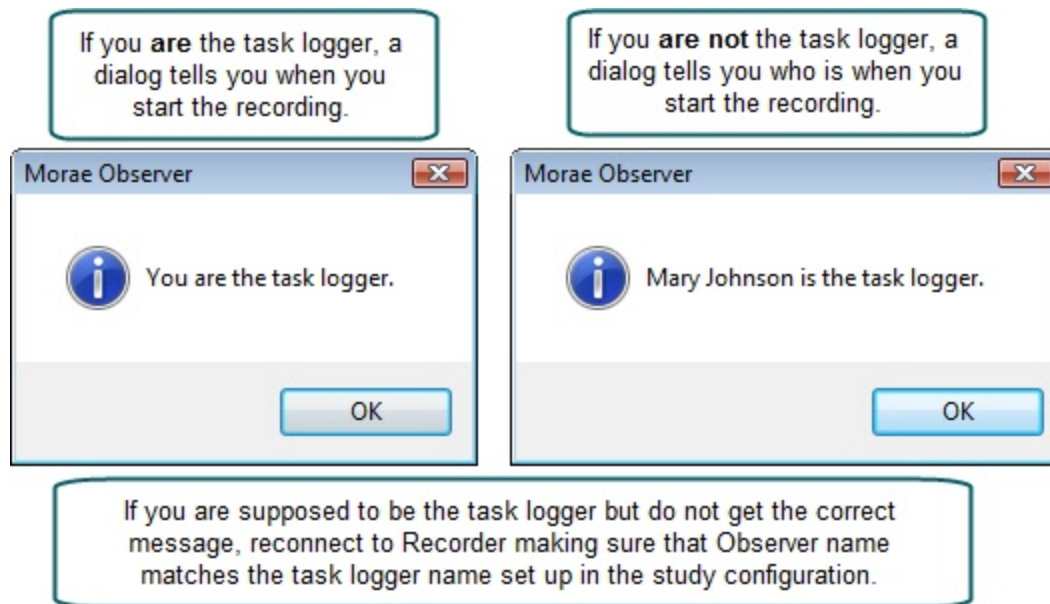 If you are the task logger, a
dialog tells you when you
start the recording.
If you are not the task logger, a
dialog tells you who is when you
start the recording.
Morae Observer
You are the task logger.
OK
Morae Observer
Mary Johnson is the task logger.
OK
If you are supposed to be the task logger but do not get the correct
message, reconnect to Recorder making sure that Observer name
matches the task logger name set up in the study configuration.